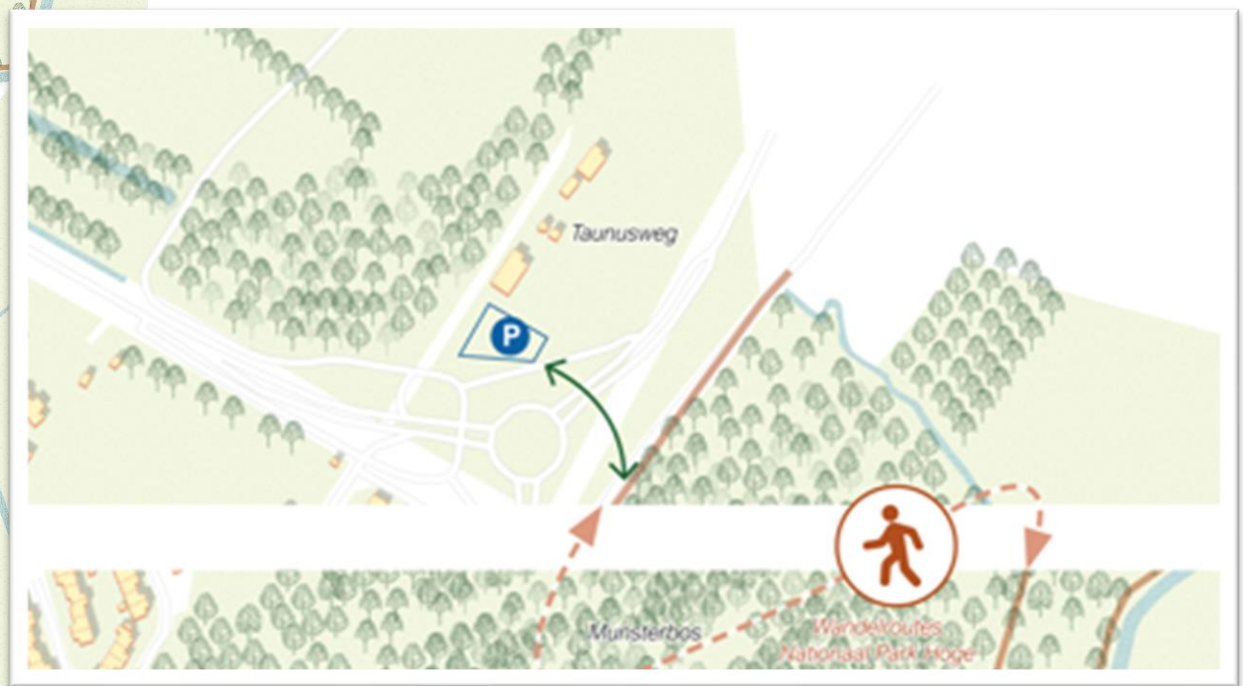 Taunusweg
P
Munsterbos
Wandelroutes
Nationaal Park Hoge